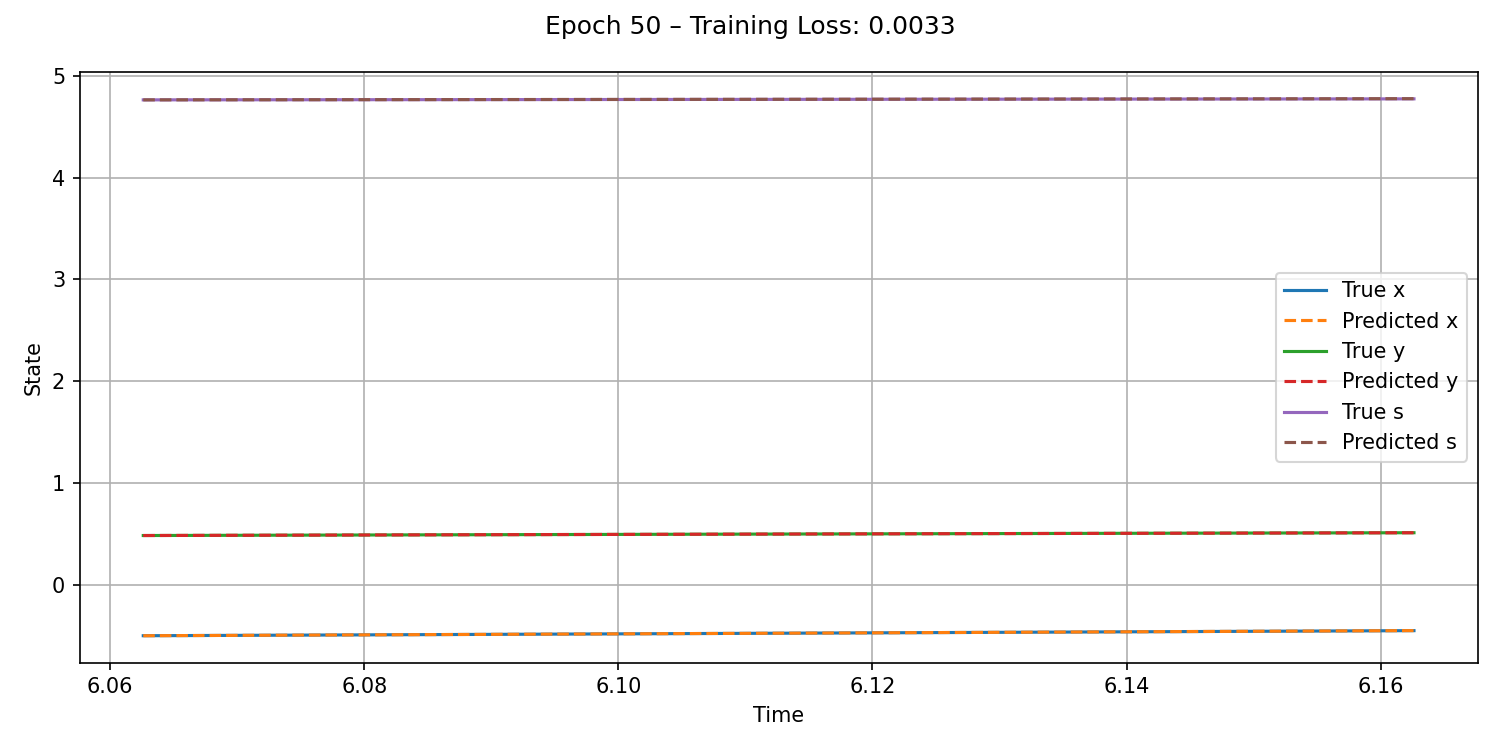 Epoch 50 – Training Loss: 0.0033
5
4
3
2
1
0
State
True x
Predicted x
True y
Predicted y
True s
Predicted s
6.06 6.08 6.10 6.12 6.14 6.16
Time